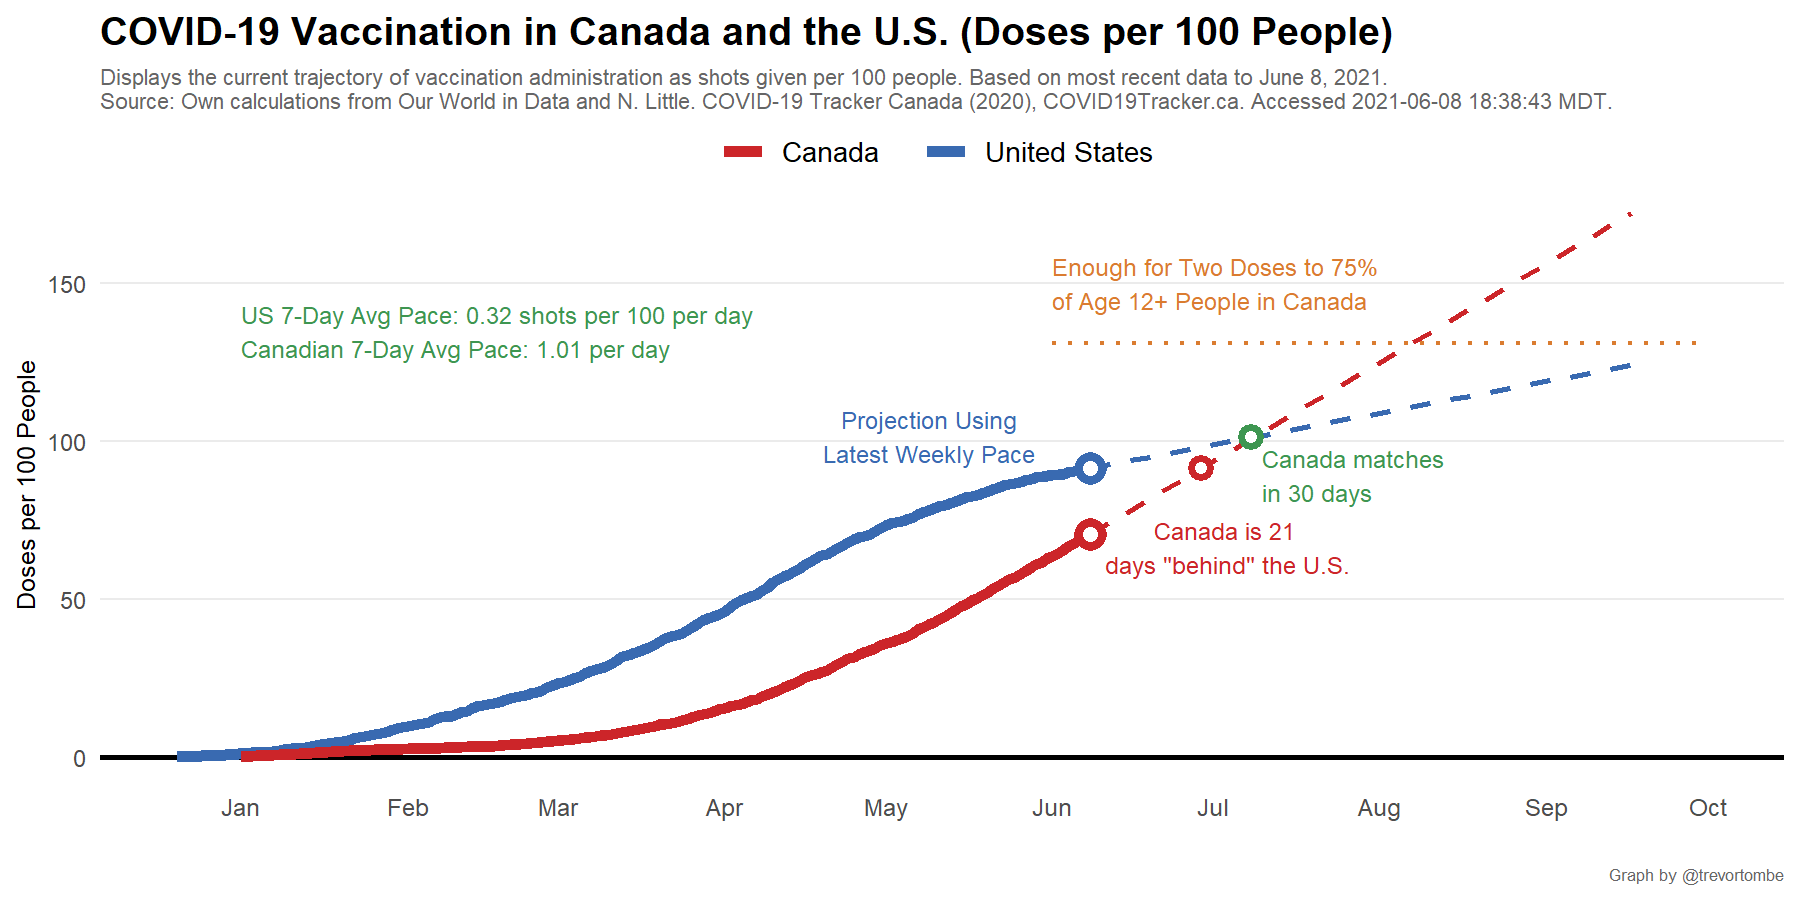 COVID-19 Vaccination in Canada and the U.S. (Doses per 100 People)
Displays the current trajectory of vaccination administration as shots given per 100 people. Based on most recent data to June 8, 2021.
Source: Own calculations from Our World in Data and N. Little. COVID-19 Tracker Canada (2020), COVID19Tracker.ca. Accessed 2021-06-08 18:38:43 MDT.
Canada
United States
Enough for Two Doses to 75%
of Age 12+ People in Canada
US 7-Day Avg Pace: 0.32 shots per 100 per day
Canadian 7-Day Avg Pace: 1.01 per day
Projection Using
Latest Weekly Pace
Canada matches
in 30 days
Canada is 21
days "behind" the U.S.
Doses per 100 People
150
100
50
0
Jan
Feb
Mar
Apr
May
Jun
Jul
Aug
Sep
Oct
Graph by @trevortombe